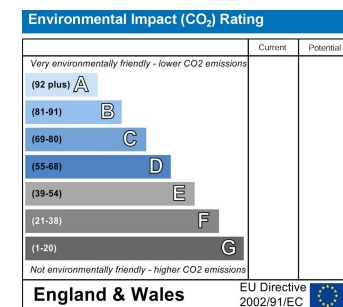 Environmental Impact (CO₂) Rating
Current Potential
Very environmentally friendly - lower CO2 emissions
(92 plus) A
(81-91) B
(69-80) C
(55-68) D
(39-54) E
(21-38) F
(1-20) G
Not environmentally friendly - higher CO2 emissions
England & Wales
EU Directive
2002/91/EC